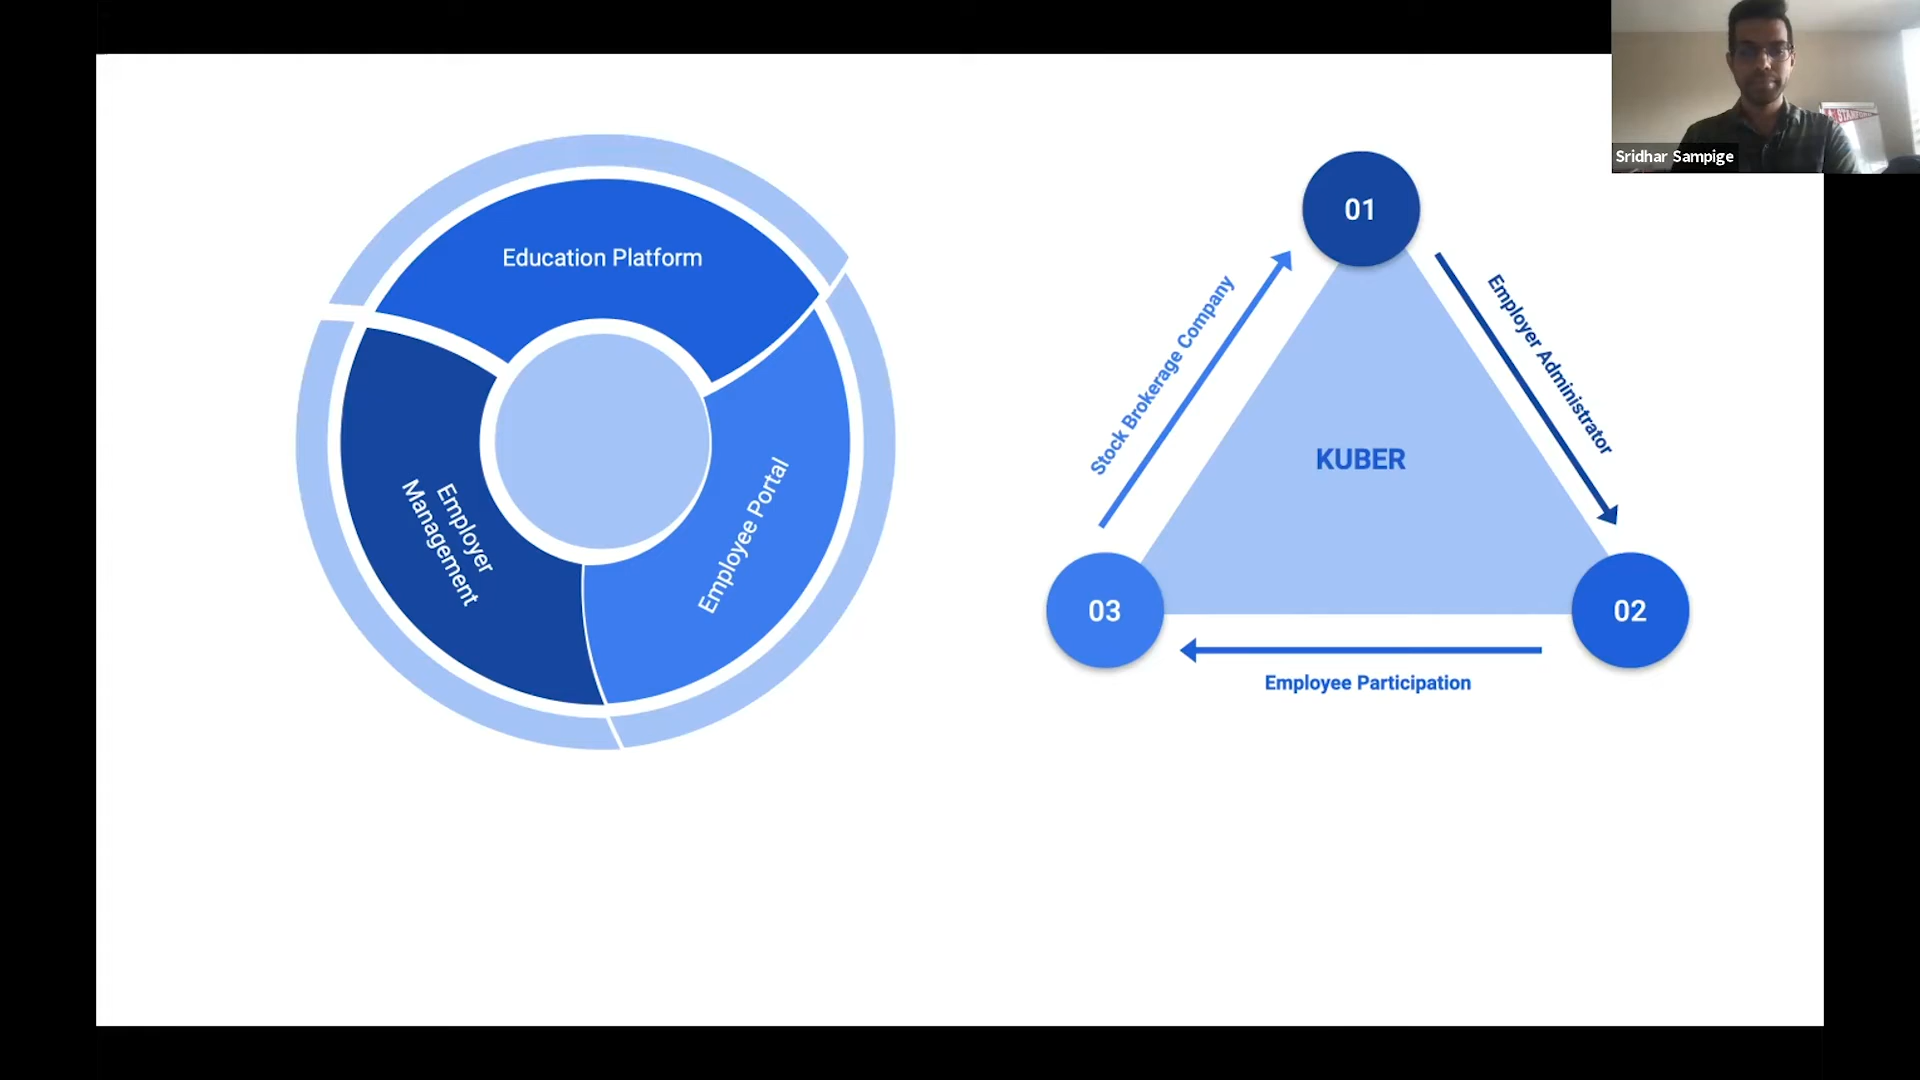 Sridhar Sampige
STANFORD
Education Platform
Employee Portal
Employer
Management
01
Employer Administrator
02
Employee Participation
03
Stock Brokerage Company
KUBER